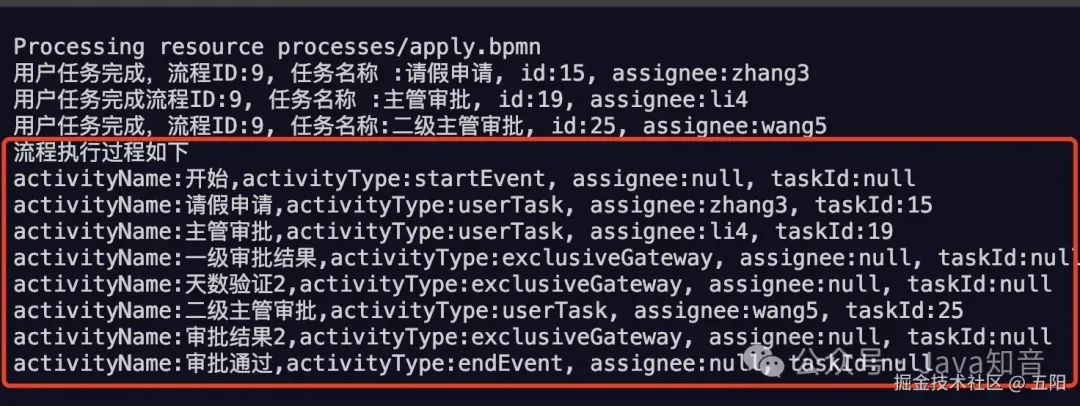 Processing resource processes/apply.bpmn
用户任务完成，流程ID:9, 任务名称 :请假申请, id:15, assignee:zhang3
用户任务完成流程ID:9, 任务名称 :主管审批, id:19, assignee:li4
用户任务完成，流程ID:9, 任务名称:二级主管审批, id:25, assignee:wang5
流程执行过程如下
activityName:开始,activityType:startEvent, assignee:null, taskId:null
activityName:请假申请,activityType:userTask, assignee:zhang3, taskId:15
activityName:主管审批,activityType:userTask, assignee:li4, taskId:19
activityName:一级审批结果,activityType:exclusiveGateway, assignee:null, taskId:null
activityName:天数验证2,activityType:exclusiveGateway, assignee:null, taskId:null
activityName:二级主管审批,activityType:userTask, assignee:wang5, taskId:25
activityName:审批结果2,activityType:exclusiveGateway, assignee:null, taskId:null
activityName:审批通过,activityType:endEvent, assignee:null, taskId:null
公众号·Java知音
掘金技术社区 @ 五阳